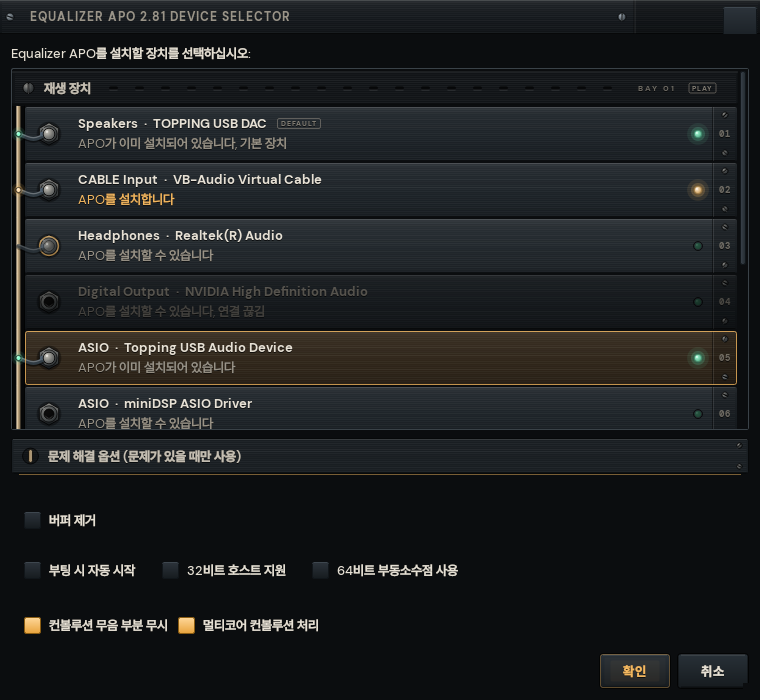 EQUALIZER APO 2.81 DEVICE SELECTOR
Equalizer APO를 설치할 장치를 선택하십시오:
재생 장치 BAY 01 PLAY
Speakers · TOPPING USB DAC DEFAULT
APO가 이미 설치되어 있습니다, 기본 장치
01
CABLE Input · VB-Audio Virtual Cable
APO를 설치합니다
02
Headphones · Realtek(R) Audio
APO를 설치할 수 있습니다
03
Digital Output · NVIDIA High Definition Audio
APO를 설치할 수 있습니다, 연결 끊김
04
ASIO · Topping USB Audio Device
APO가 이미 설치되어 있습니다
05
ASIO · miniDSP ASIO Driver
APO를 설치할 수 있습니다
06
문제 해결 옵션 (문제가 있을 때만 사용)
버퍼 제거
부팅 시 자동 시작 32비트 호스트 지원 64비트 부동소수점 사용
컨볼루션 무음 부분 무시 멀티코어 컨볼루션 처리
확인 취소